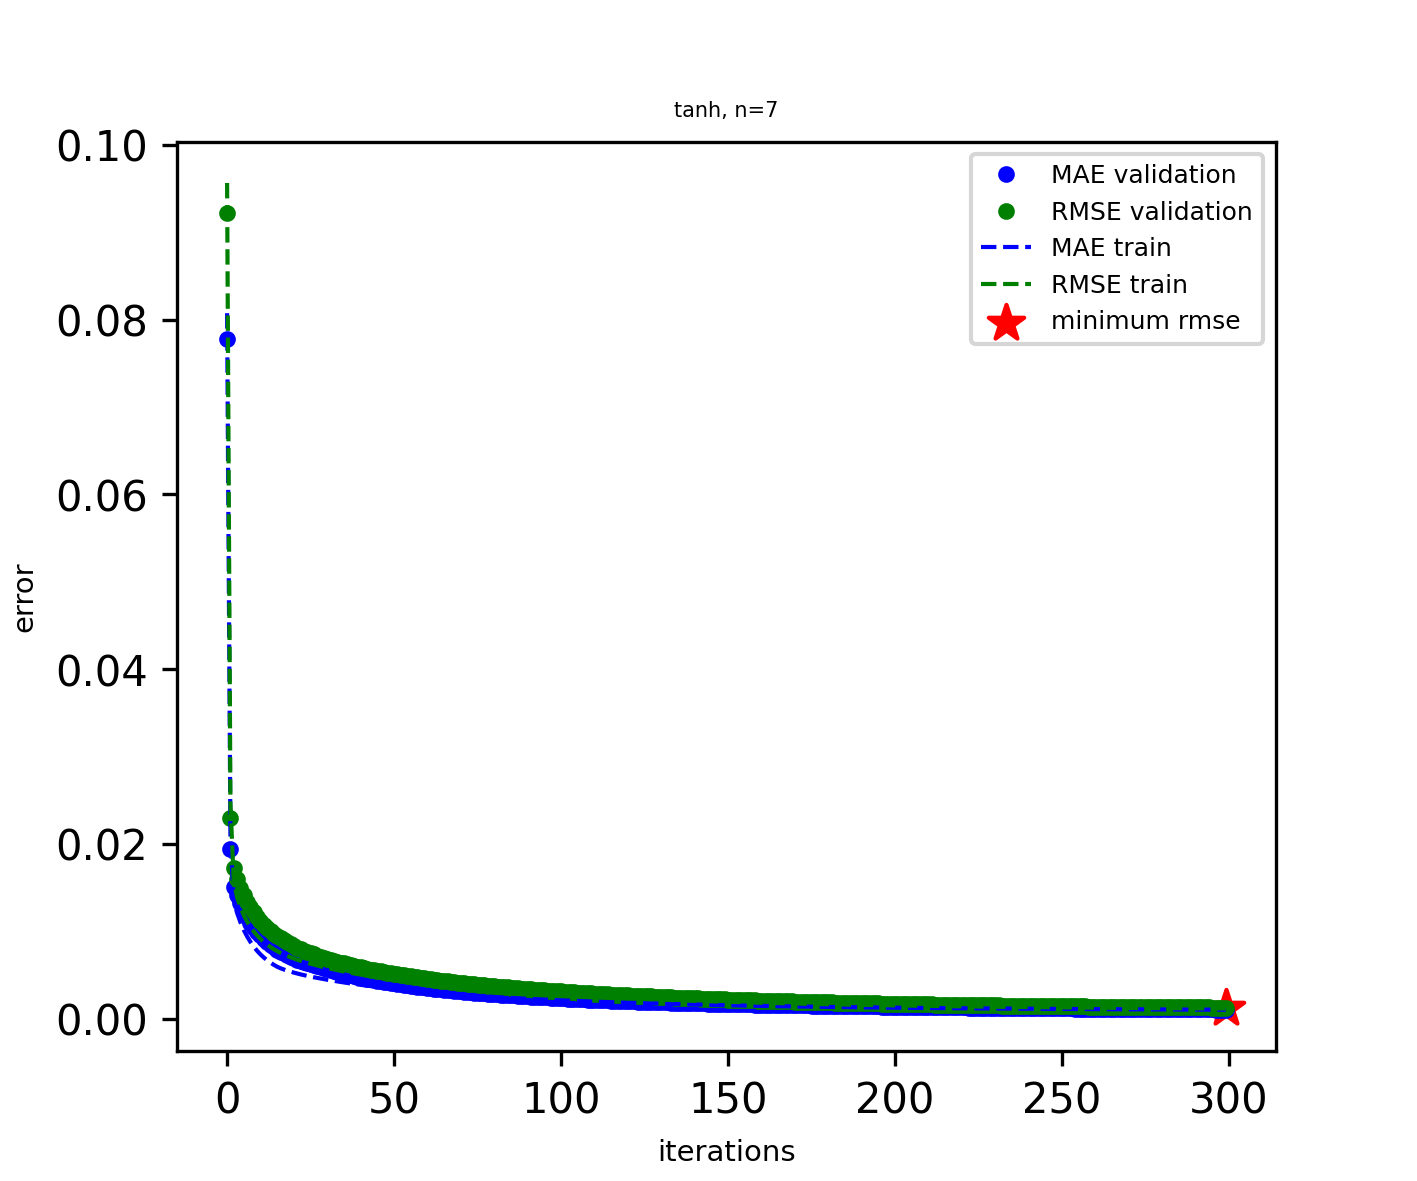 tanh, n=7
0.10
0.08
0.06
0.04
0.02
0.00
error
MAE validation
RMSE validation
MAE train
RMSE train
minimum rmse
0 50 100 150 200 250 300
iterations